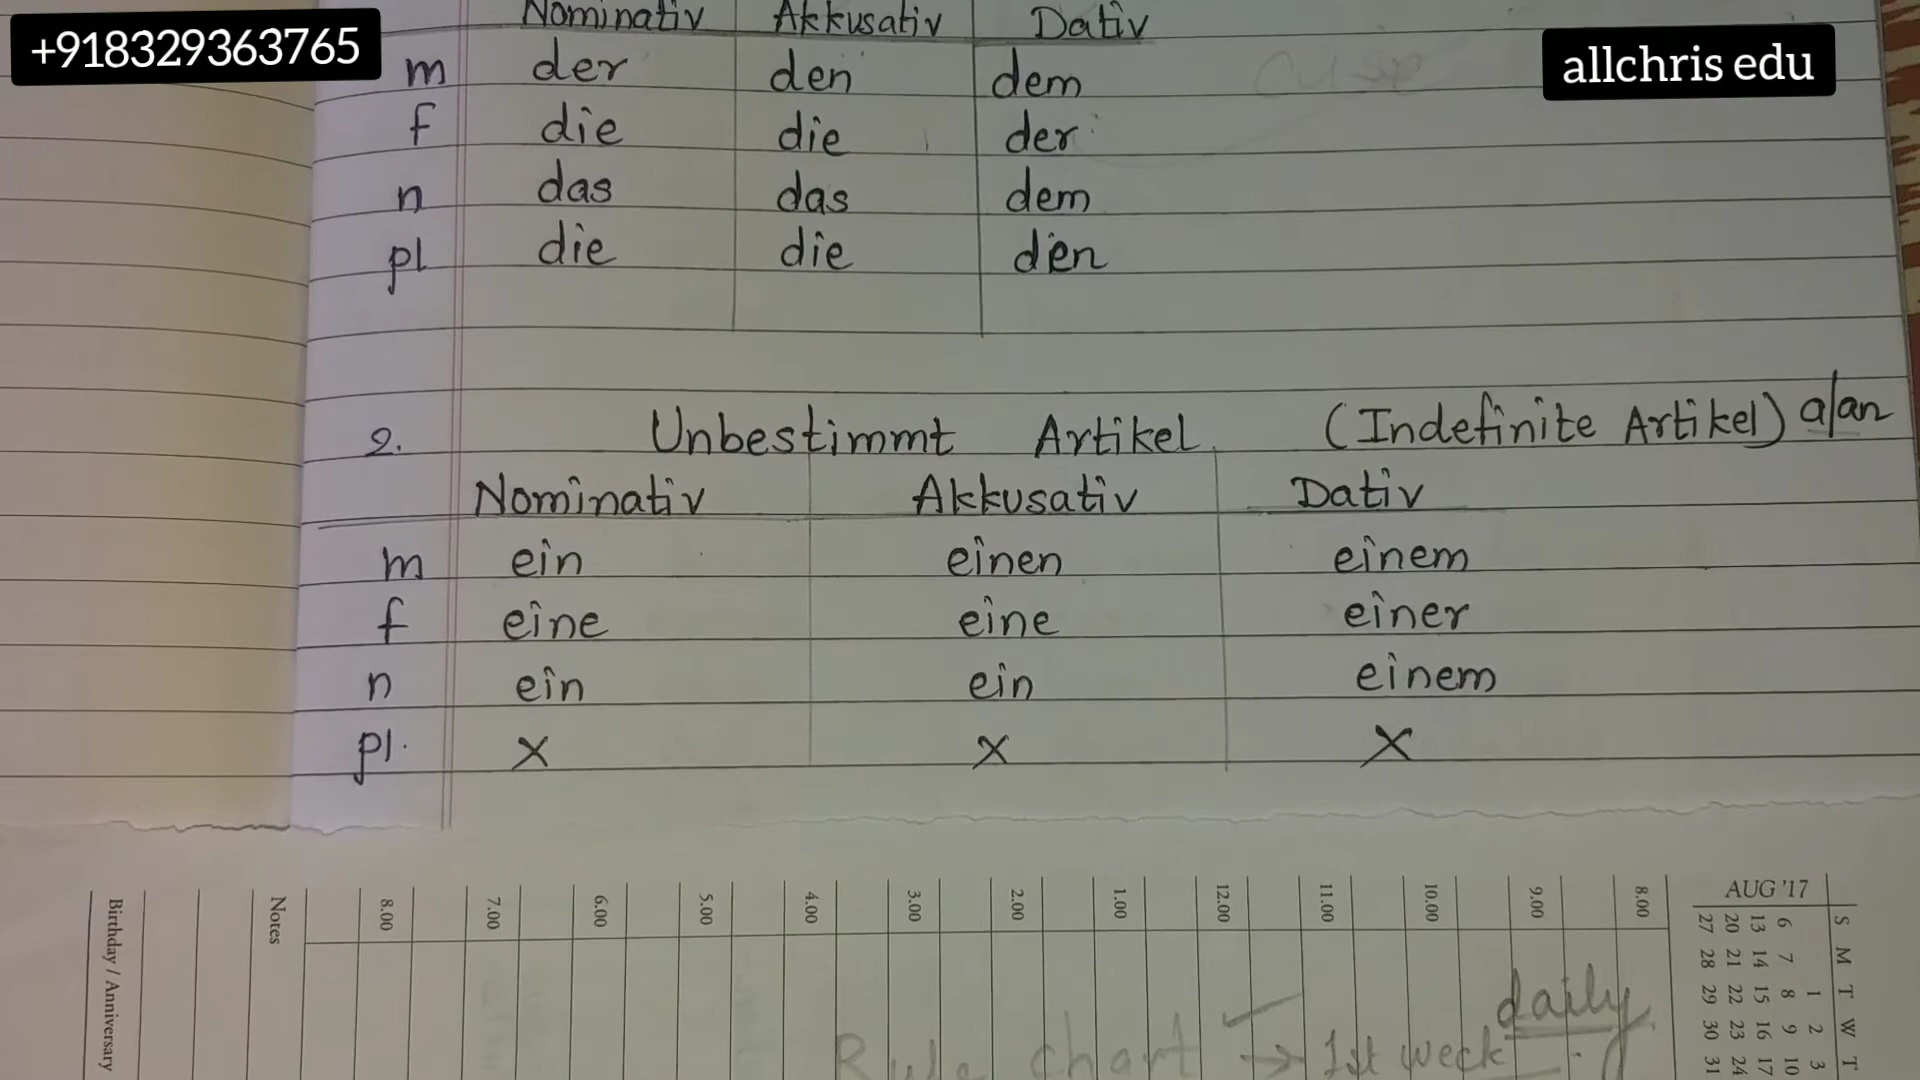 +918329363765
allchris edu
Nominativ Akkusativ Dativ
m der den dem
f die die der
n das das dem
pl die die den
2. Unbestimmt Artikel (Indefinite Artikel) a/an
Nominativ Akkusativ Dativ
m ein einen einem
f eine eine einer
n ein ein einem
pl. x x x
Birthday / Anniversary
Notes
8.00 7.00 6.00 5.00 4.00 3.00 2.00 1.00 12.00 11.00 10.00 9.00 8.00
AUG '17
S 6 13 20 27
M 7 14 21 28
T 1 8 15 22 29
W 2 9 16 23 30
T 3 10 17 24 31
daily
Rule chart → 1st week